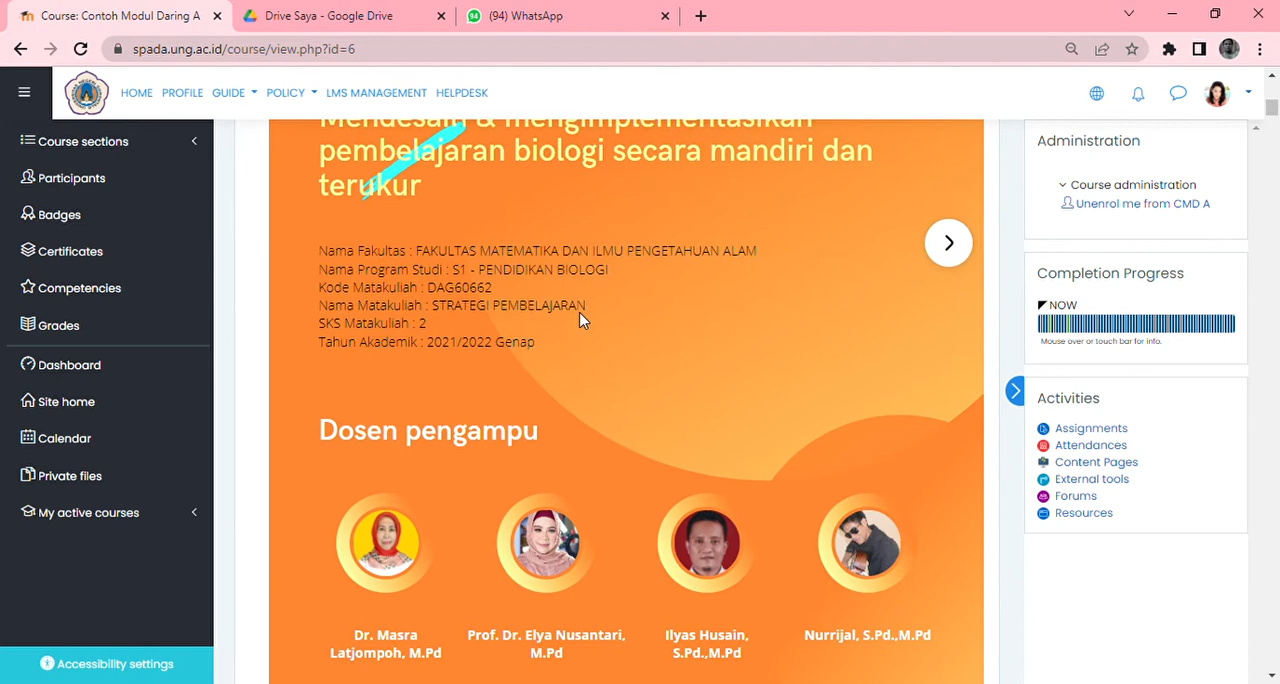 Course: Contoh Modul Daring A
Drive Saya - Google Drive
94
(94) WhatsApp
spada.ung.ac.id/course/view.php?id=6
HOME PROFILE GUIDE POLICY LMS MANAGEMENT HELPDESK
Course sections
Participants
Badges
Certificates
Competencies
Grades
Dashboard
Site home
Calendar
Private files
My active courses
Accessibility settings
Mendesain & mengimplementasikan
pembelajaran biologi secara mandiri dan
terukur
Nama Fakultas : FAKULTAS MATEMATIKA DAN ILMU PENGETAHUAN ALAM
Nama Program Studi : S1 - PENDIDIKAN BIOLOGI
Kode Matakuliah : DAG60662
Nama Matakuliah : STRATEGI PEMBELAJARAN
SKS Matakuliah : 2
Tahun Akademik : 2021/2022 Genap
Dosen pengampu
Dr. Masra
Latjompoh, M.Pd
Prof. Dr. Elya Nusantari,
M.Pd
Ilyas Husain,
S.Pd.,M.Pd
Nurrijal, S.Pd.,M.Pd
Administration
Course administration
Unenrol me from CMD A
Completion Progress
NOW
Mouse over or touch bar for info.
Activities
Assignments
Attendances
Content Pages
External tools
Forums
Resources